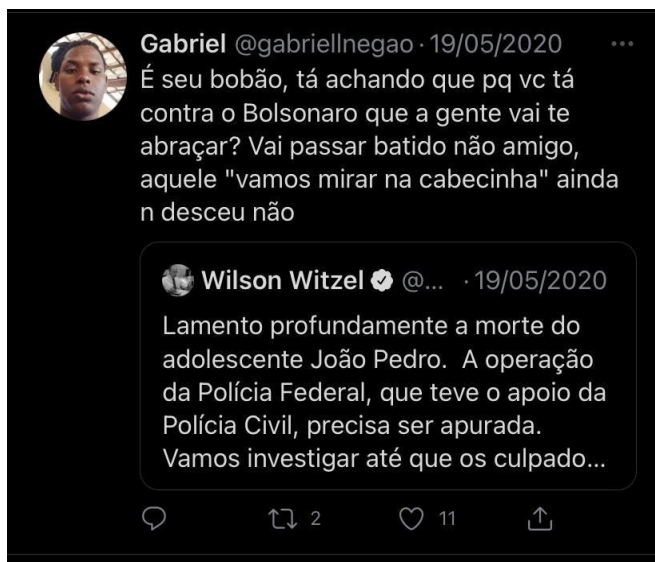 Gabriel @gabriellnegao · 19/05/2020 ...
É seu bobão, tá achando que pq vc tá
contra o Bolsonaro que a gente vai te
abraçar? Vai passar batido não amigo,
aquele "vamos mirar na cabecinha" ainda
n desceu não
Wilson Witzel @... · 19/05/2020
Lamento profundamente a morte do
adolescente João Pedro.  A operação
da Polícia Federal, que teve o apoio da
Polícia Civil, precisa ser apurada.
Vamos investigar até que os culpado...
2 11